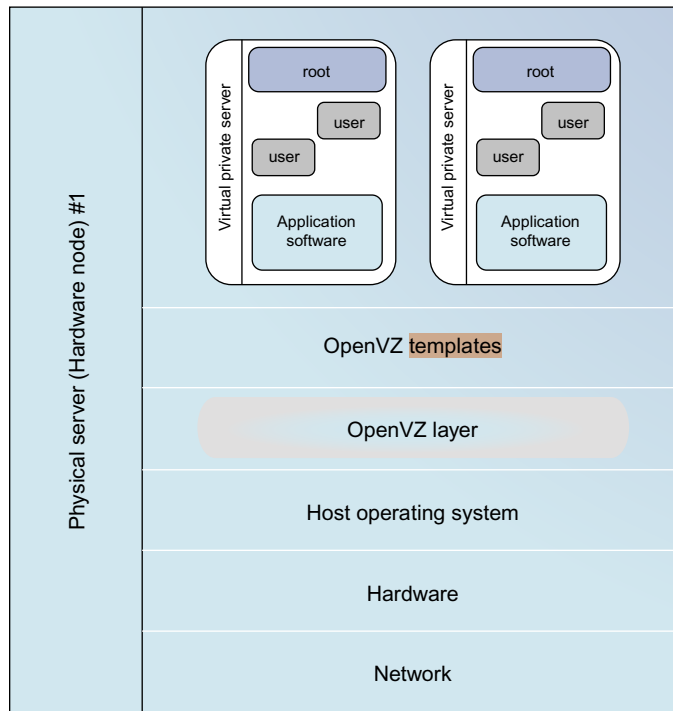 Physical server (Hardware node) #1
Virtual private server
root
user
user
Application
software
Virtual private server
root
user
user
Application
software
OpenVZ templates
OpenVZ layer
Host operating system
Hardware
Network